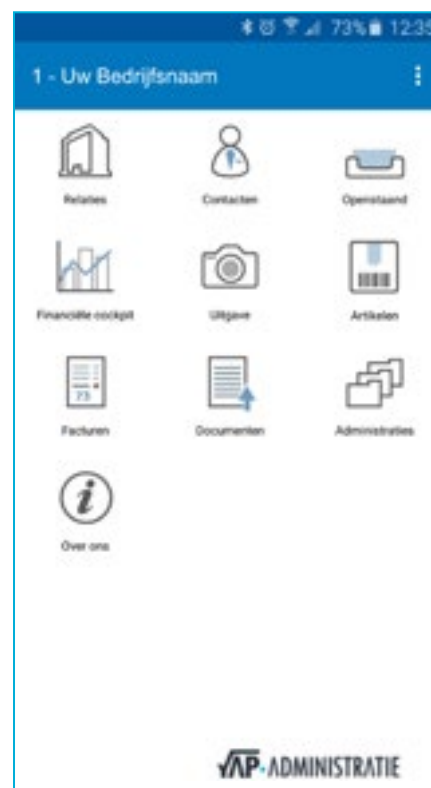 73% 12:35
1 - Uw Bedrijfsnaam
Relaties Contacten Openstaand
Financiële cockpit Uitgave Artikelen
73
Facturen Documenten Administraties
i
Over ons
VAP-ADMINISTRATIE